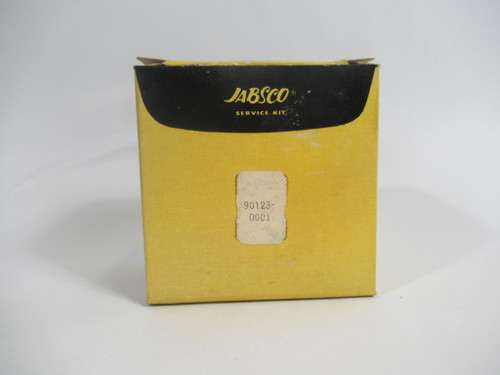 JABSCO
SERVICE KIT
90123-
0001